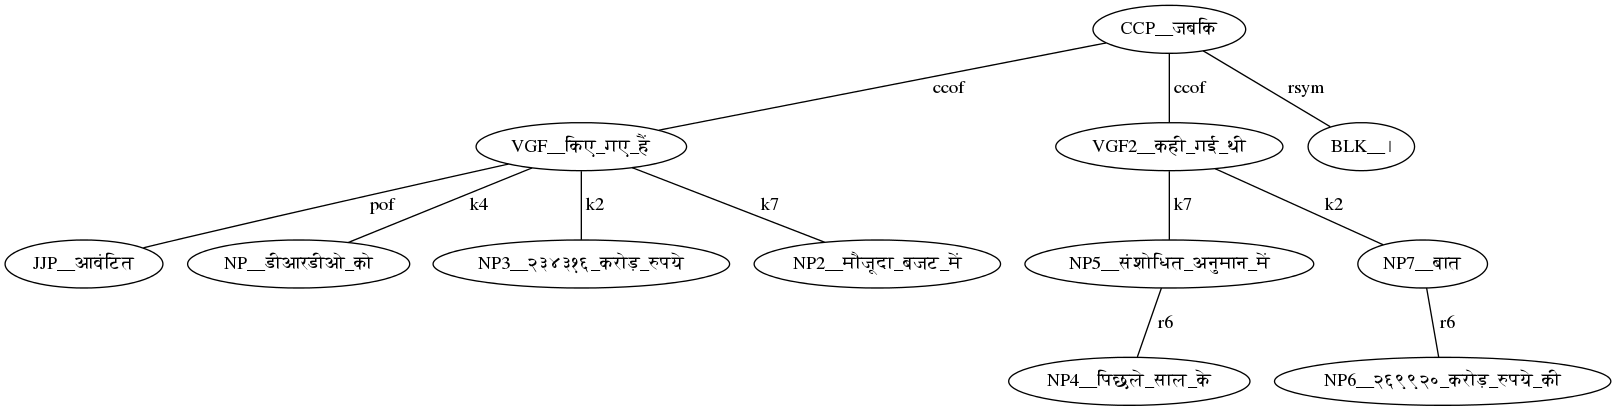 CCP__जबकि
ccof
ccof
rsym
VGF__किए_गए_हैं
VGF2__कही_गई_थी
BLK__।
pof
k4
k2
k7
k7
k2
JJP__आवंटित
NP__डीआरडीओ_को
NP3__२३४३१६_करोड़_रुपये
NP2__मौजूदा_बजट_में
NP5__संशोधित_अनुमान_में
NP7__बात
r6
r6
NP4__पिछले_साल_के
NP6__२६९९२०_करोड़_रुपये_की